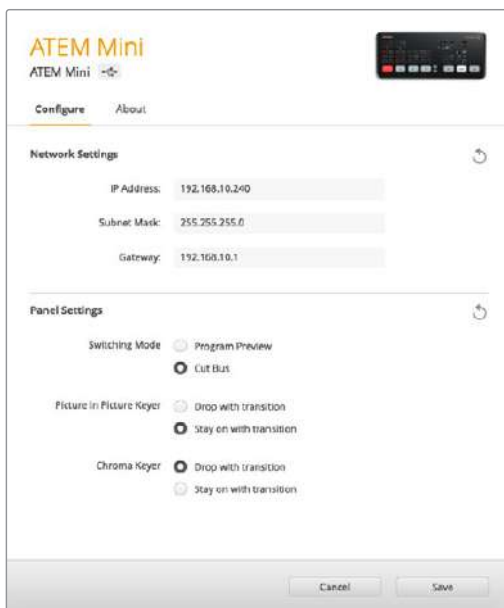 ATEM Mini
ATEM Mini
Configure About
Network Settings
IP Address: 192.168.10.240
Subnet Mask: 255.255.255.0
Gateway: 192.168.10.1
Panel Settings
Switching Mode Program Preview
Cut Bus
Picture in Picture Keyer Drop with transition
Stay on with transition
Chroma Keyer Drop with transition
Stay on with transition
Cancel Save